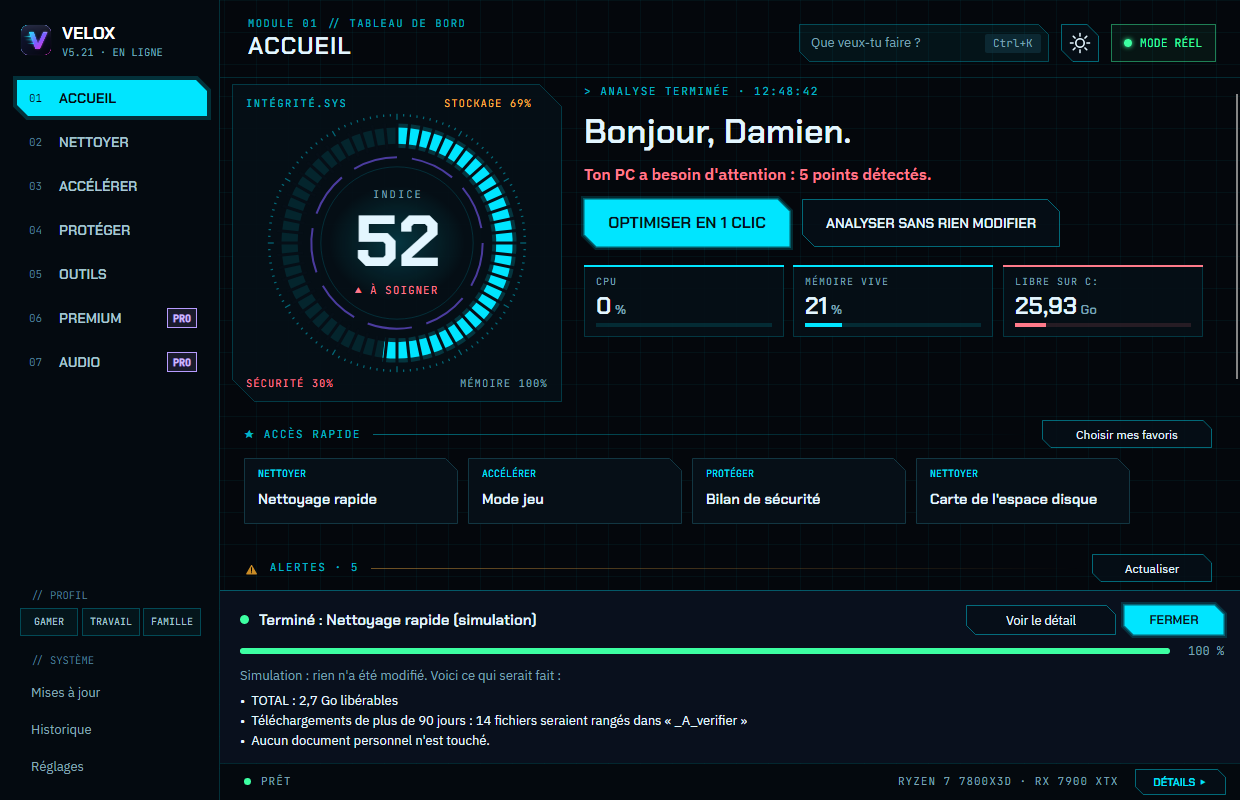 VELOX
V5.21 · EN LIGNE
01 ACCUEIL
02 NETTOYER
03 ACCÉLÉRER
04 PROTÉGER
05 OUTILS
06 PREMIUM PRO
07 AUDIO PRO
// PROFIL
GAMER TRAVAIL FAMILLE
// SYSTÈME
Mises à jour
Historique
Réglages
MODULE 01 // TABLEAU DE BORD
ACCUEIL
Que veux-tu faire ? Ctrl+K
MODE RÉEL
INTÉGRITÉ.SYS STOCKAGE 69%
INDICE
52
▲ À SOIGNER
SÉCURITÉ 30% MÉMOIRE 100%
> ANALYSE TERMINÉE · 12:48:42
Bonjour, Damien.
Ton PC a besoin d'attention : 5 points détectés.
OPTIMISER EN 1 CLIC ANALYSER SANS RIEN MODIFIER
CPU
0 %
MÉMOIRE VIVE
21 %
LIBRE SUR C:
25,93 Go
★ ACCÈS RAPIDE Choisir mes favoris
NETTOYER
Nettoyage rapide
ACCÉLÉRER
Mode jeu
PROTÉGER
Bilan de sécurité
NETTOYER
Carte de l'espace disque
ALERTES · 5 Actualiser
Terminé : Nettoyage rapide (simulation) Voir le détail FERMER
100 %
Simulation : rien n'a été modifié. Voici ce qui serait fait :
• TOTAL : 2,7 Go libérables
• Téléchargements de plus de 90 jours : 14 fichiers seraient rangés dans « _A_verifier »
• Aucun document personnel n'est touché.
PRÊT RYZEN 7 7800X3D · RX 7900 XTX DÉTAILS ▸